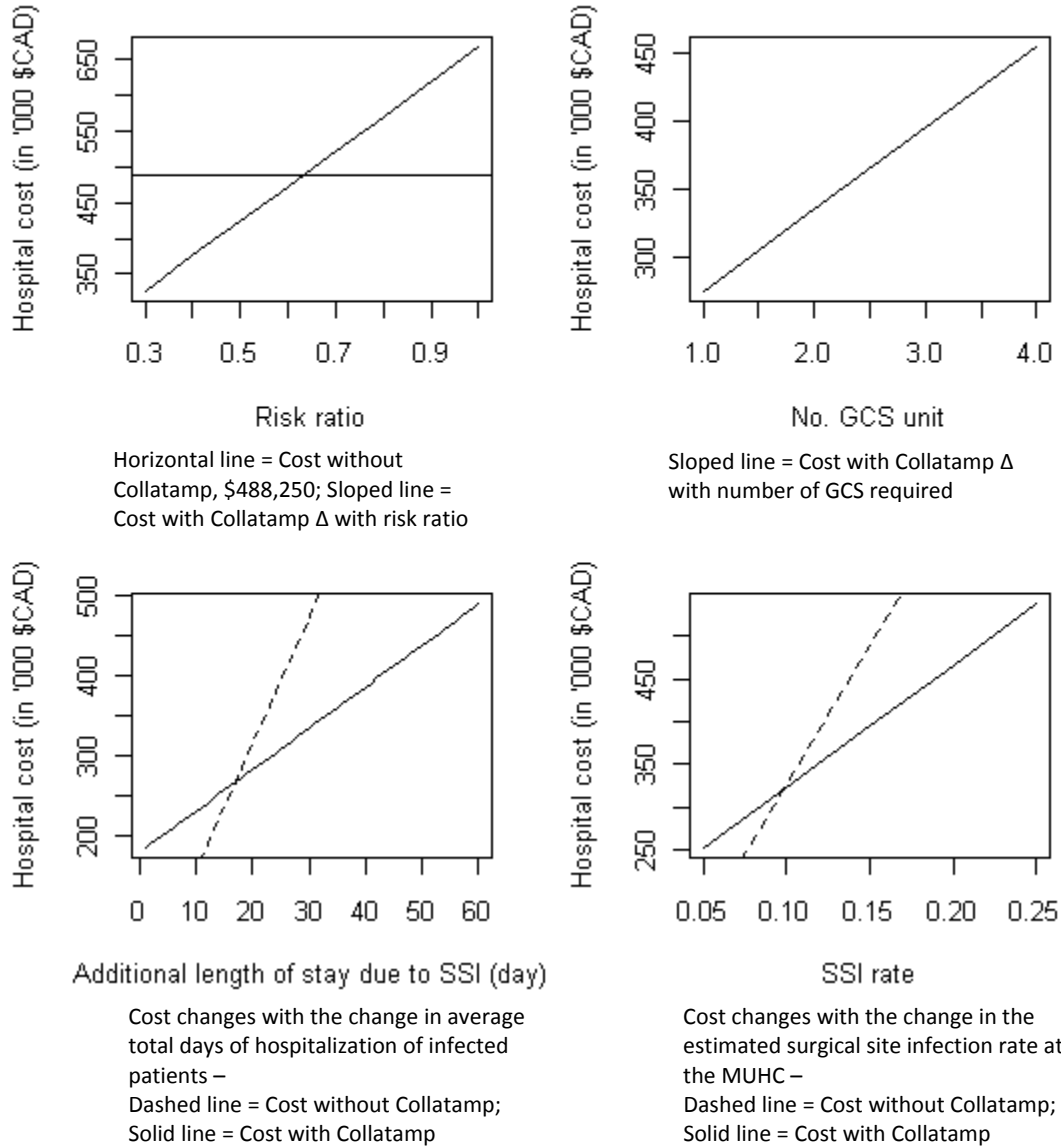 Hospital cost (in '000 $CAD)
350 450 550 650
0.3 0.5 0.7 0.9
Risk ratio
Horizontal line = Cost without
Collatamp, $488,250; Sloped line =
Cost with Collatamp Δ with risk ratio
Hospital cost (in '000 $CAD)
300 350 400 450
1.0 2.0 3.0 4.0
No. GCS unit
Sloped line = Cost with Collatamp Δ
with number of GCS required
Hospital cost (in '000 $CAD)
200 300 400 500
0 10 20 30 40 50 60
Additional length of stay due to SSI (day)
Cost changes with the change in average
total days of hospitalization of infected
patients –
Dashed line = Cost without Collatamp;
Solid line = Cost with Collatamp
Hospital cost (in '000 $CAD)
250 350 450
0.05 0.10 0.15 0.20 0.25
SSI rate
Cost changes with the change in the
estimated surgical site infection rate at
the MUHC –
Dashed line = Cost without Collatamp;
Solid line = Cost with Collatamp